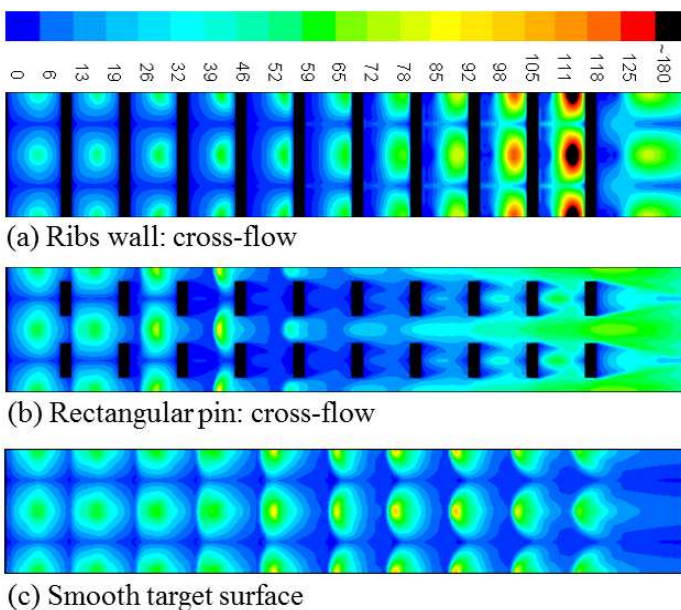 0 6 13 19 26 32 39 46 52 59 65 72 78 85 92 98 105 111 118 125 ~180
(a) Ribs wall: cross-flow
(b) Rectangular pin: cross-flow
(c) Smooth target surface